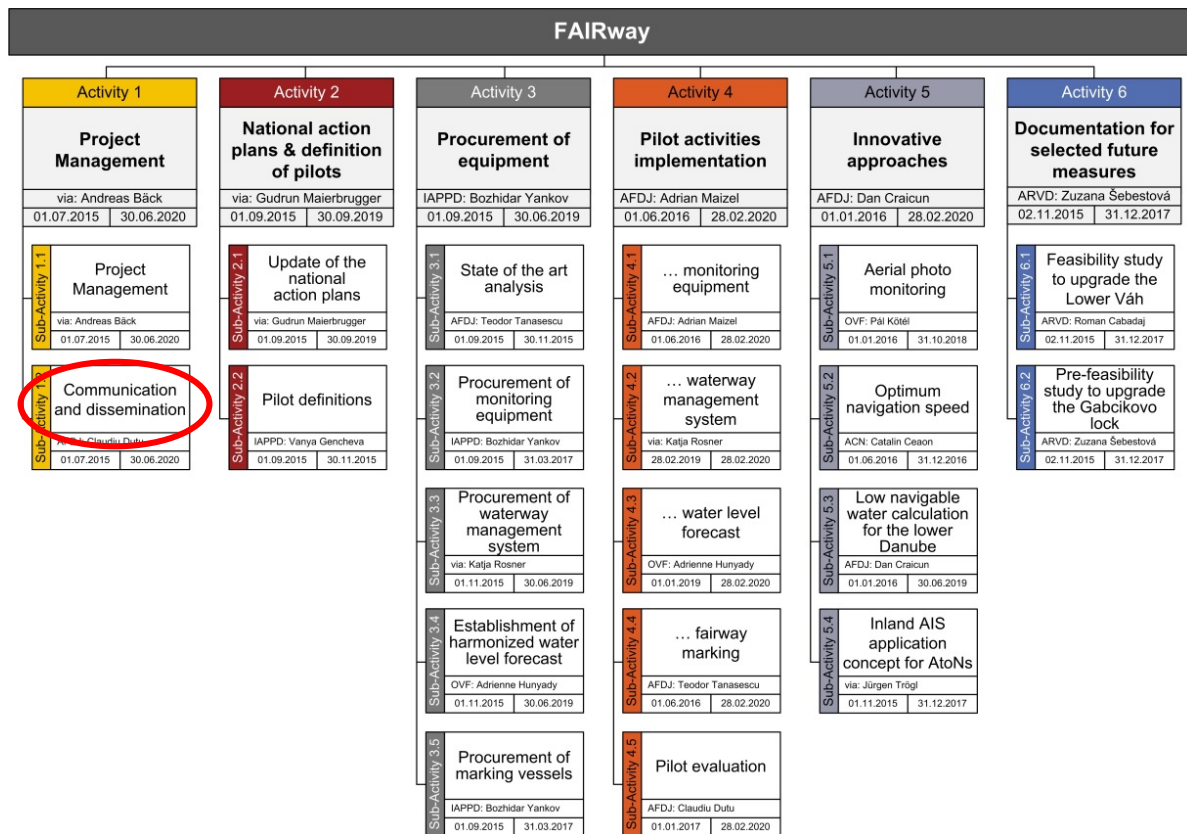 FAIRway
Activity 1
Project
Management
via: Andreas Bäck
01.07.2015 30.06.2020
Sub-Activity 1.1
Project
Management
via: Andreas Bäck
01.07.2015 30.06.2020
Sub-Activity 1.2
Communication
and dissemination
AFDJ: Claudiu Dutu
01.07.2015 30.06.2020
Activity 2
National action
plans & definition
of pilots
via: Gudrun Maierbrugger
01.09.2015 30.09.2019
Sub-Activity 2.1
Update of the
national
action plans
via: Gudrun Maierbrugger
01.09.2015 30.09.2019
Sub-Activity 2.2
Pilot definitions
IAPPD: Vanya Gencheva
01.09.2015 30.11.2015
Activity 3
Procurement of
equipment
IAPPD: Bozhidar Yankov
01.09.2015 30.06.2019
Sub-Activity 3.1
State of the art
analysis
AFDJ: Teodor Tanasescu
01.09.2015 30.11.2015
Sub-Activity 3.2
Procurement of
monitoring
equipment
IAPPD: Bozhidar Yankov
01.09.2015 31.03.2017
Sub-Activity 3.3
Procurement of
waterway
management
system
via: Katja Rosner
01.11.2015 30.06.2019
Sub-Activity 3.4
Establishment of
harmonized water
level forecast
OVF: Adrienne Hunyady
01.11.2015 30.06.2019
Sub-Activity 3.5
Procurement of
marking vessels
IAPPD: Bozhidar Yankov
01.09.2015 31.03.2017
Activity 4
Pilot activities
implementation
AFDJ: Adrian Maizel
01.06.2016 28.02.2020
Sub-Activity 4.1
… monitoring
equipment
AFDJ: Adrian Maizel
01.06.2016 28.02.2020
Sub-Activity 4.2
… waterway
management
system
via: Katja Rosner
28.02.2019 28.02.2020
Sub-Activity 4.3
… water level
forecast
OVF: Adrienne Hunyady
01.01.2019 28.02.2020
Sub-Activity 4.4
… fairway
marking
AFDJ: Teodor Tanasescu
01.06.2016 28.02.2020
Sub-Activity 4.5
Pilot evaluation
AFDJ: Claudiu Dutu
01.01.2017 28.02.2020
Activity 5
Innovative
approaches
AFDJ: Dan Craicun
01.01.2016 28.02.2020
Sub-Activity 5.1
Aerial photo
monitoring
OVF: Pál Kötél
01.01.2016 31.10.2018
Sub-Activity 5.2
Optimum
navigation speed
ACN: Catalin Ceaon
01.06.2016 31.12.2016
Sub-Activity 5.3
Low navigable
water calculation
for the lower
Danube
AFDJ: Dan Craicun
01.01.2016 30.06.2019
Sub-Activity 5.4
Inland AIS
application
concept for AtoNs
via: Jürgen Trögl
01.11.2015 31.12.2017
Activity 6
Documentation for
selected future
measures
ARVD: Zuzana Šebestová
02.11.2015 31.12.2017
Sub-Activity 6.1
Feasibility study
to upgrade the
Lower Váh
ARVD: Roman Cabadaj
02.11.2015 31.12.2017
Sub-Activity 6.2
Pre-feasibility
study to upgrade
the Gabcikovo
lock
ARVD: Zuzana Šebestová
02.11.2015 31.12.2017